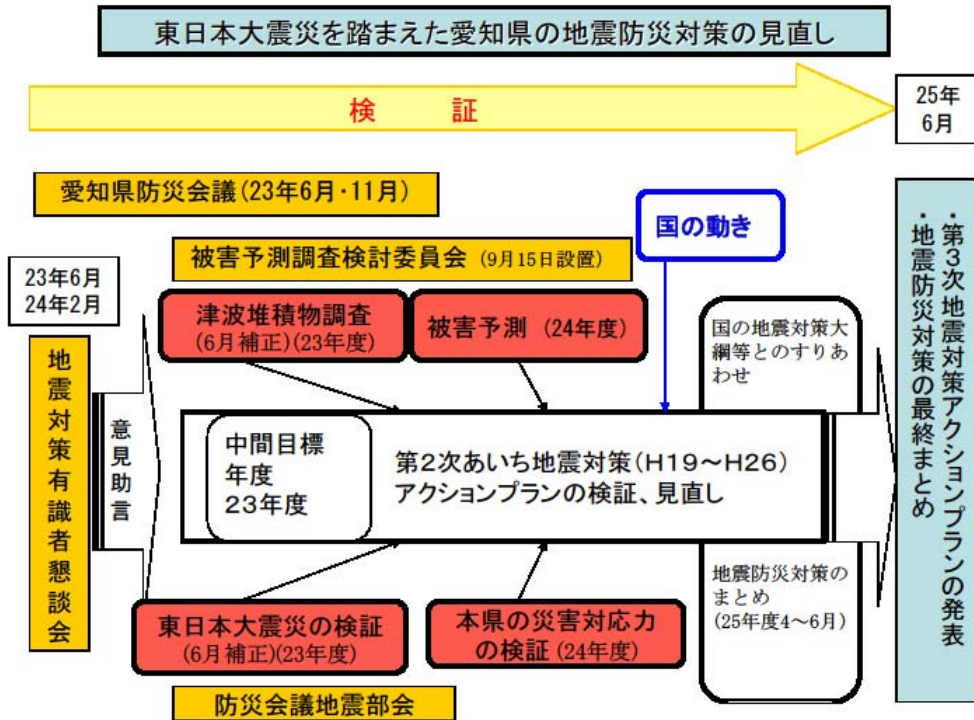 東日本大震災を踏まえた愛知県の地震防災対策の見直し
検 証
25年
6月
愛知県防災会議(23年6月・11月)
国の動き
被害予測調査検討委員会 (9月15日設置)
23年6月
24年2月
津波堆積物調査
(6月補正)(23年度)
被害予測 (24年度)
国の地震対策大
綱等とのすりあ
わせ
地震対策有識者懇談会
意見助言
中間目標
年度
23年度
第2次あいち地震対策(H19~H26)
アクションプランの検証、見直し
・第3次地震対策アクションプランの発表
・地震防災対策の最終まとめ
東日本大震災の検証
(6月補正)(23年度)
本県の災害対応力
の検証(24年度)
地震防災対策の
まとめ
(25年度4~6月)
防災会議地震部会